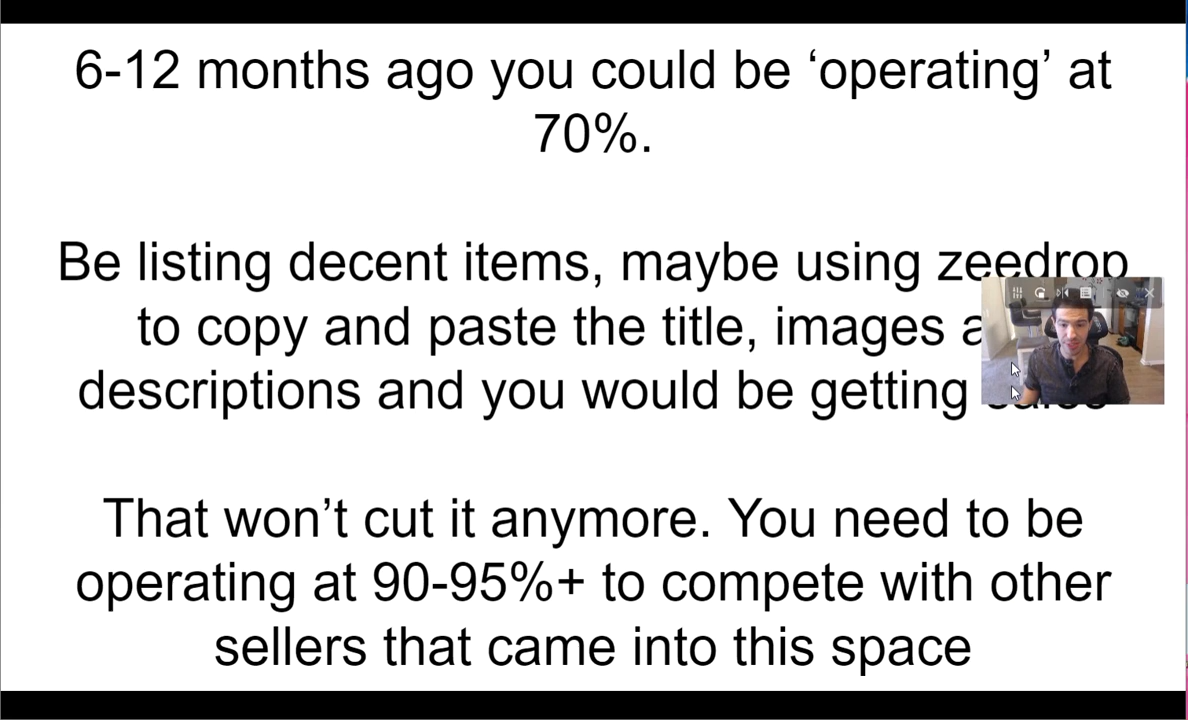 6-12 months ago you could be ‘operating’ at
70%.
Be listing decent items, maybe using zeedrop
to copy and paste the title, images
descriptions and you would be getting
That won’t cut it anymore. You need to be
operating at 90-95%+ to compete with other
sellers that came into this space